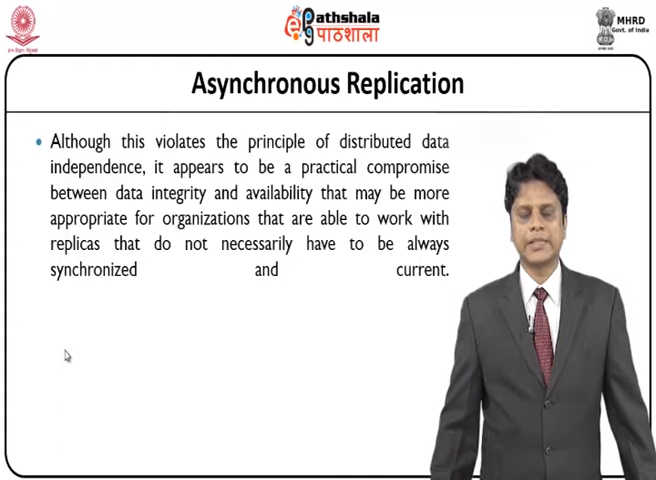 Pathshala
पाठशाला
MHRD
Govt. of India
Asynchronous Replication
• Although this violates the principle of distributed data
independence, it appears to be a practical compromise
between data integrity and availability that may be more
appropriate for organizations that are able to work with
replicas that do not necessarily have to be always
synchronized and current.